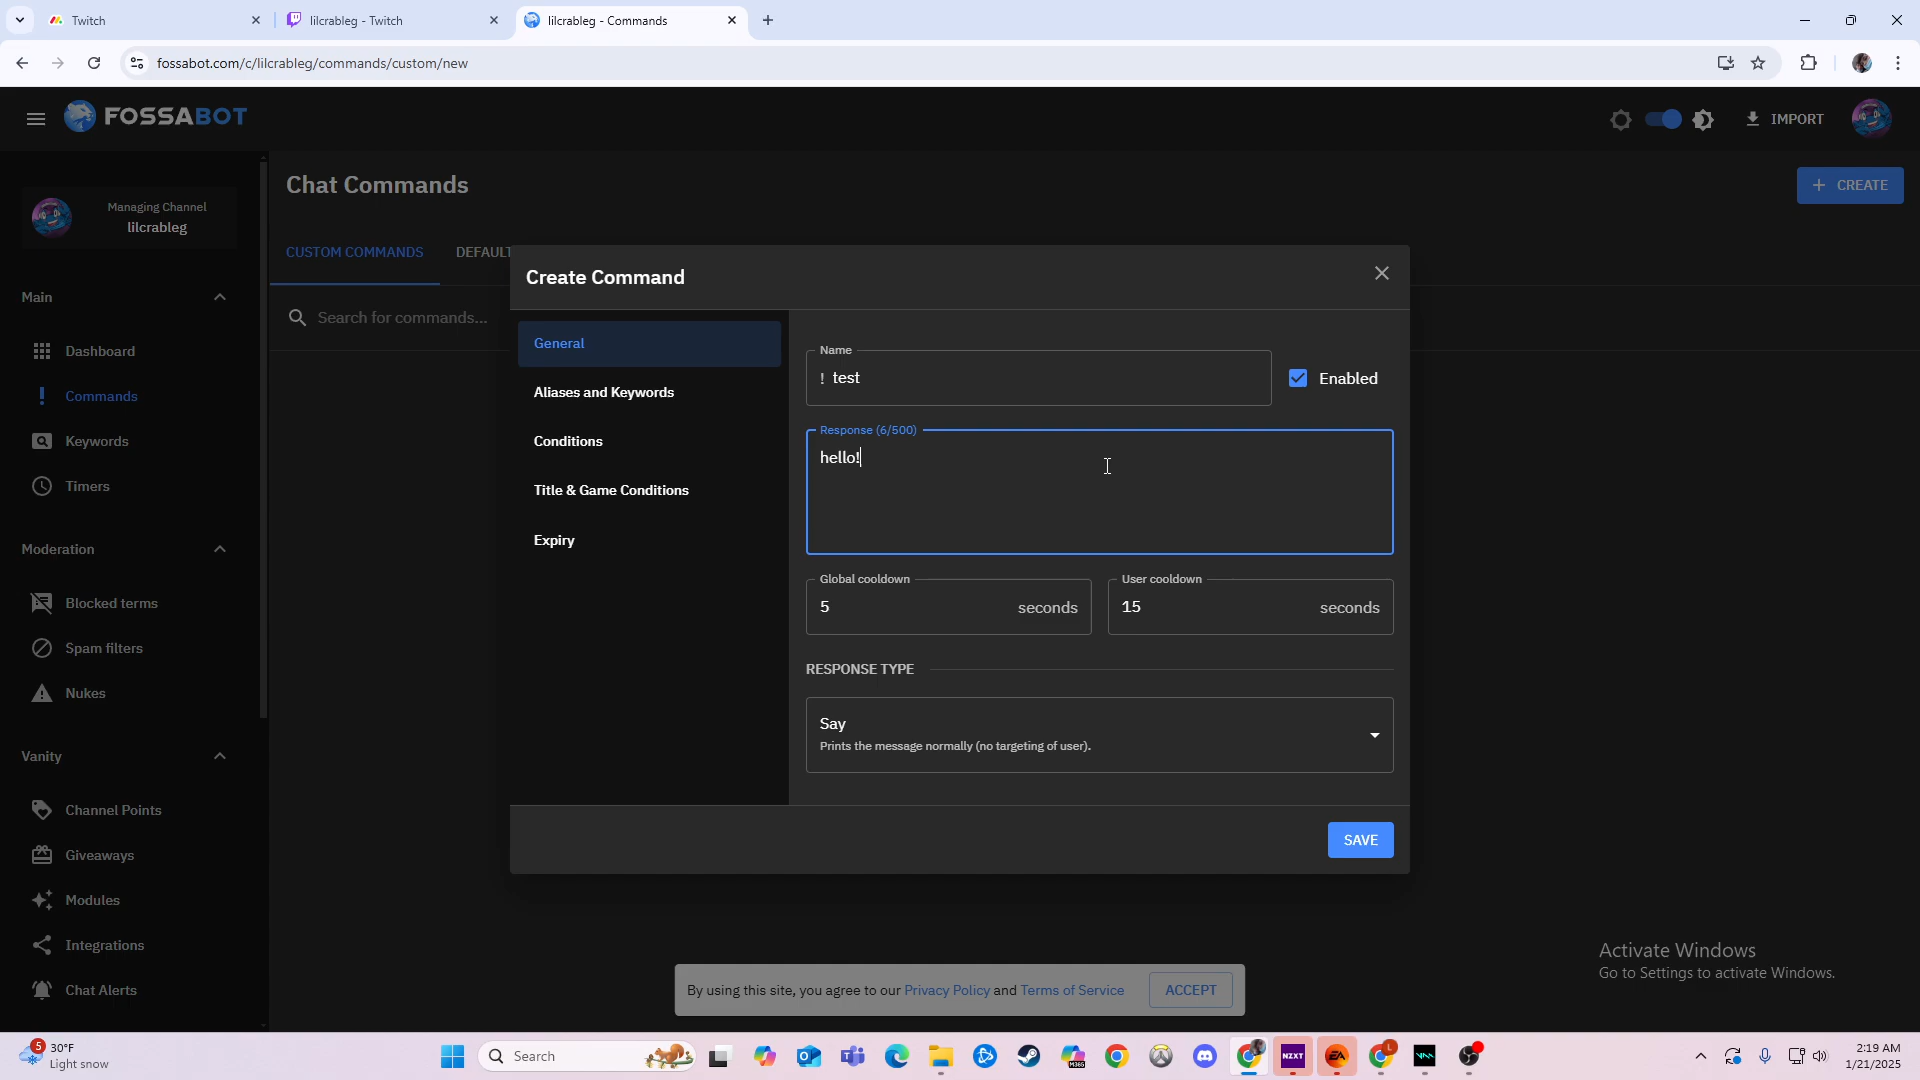 Twitch
lilcrableg - Twitch
lilcrableg - Commands
fossabot.com/c/lilcrableg/commands/custom/new
FOSSABOT
IMPORT
Managing Channel
lilcrableg
Main
Dashboard
Commands
Keywords
Timers
Moderation
Blocked terms
Spam filters
Nukes
Vanity
Channel Points
Giveaways
Modules
Integrations
Chat Alerts
Chat Commands
+ CREATE
CUSTOM COMMANDS
DEFAULT
Search for commands...
Create Command
General
Aliases and Keywords
Conditions
Title & Game Conditions
Expiry
Name
! test
Enabled
Response (6/500)
hello!
Global cooldown
5 seconds
User cooldown
15 seconds
RESPONSE TYPE
Say
Prints the message normally (no targeting of user).
SAVE
By using this site, you agree to our Privacy Policy and Terms of Service
ACCEPT
Activate Windows
Go to Settings to activate Windows.
5
30°F
Light snow
Search
M365
NZXT
EA
L
2:19 AM
1/21/2025